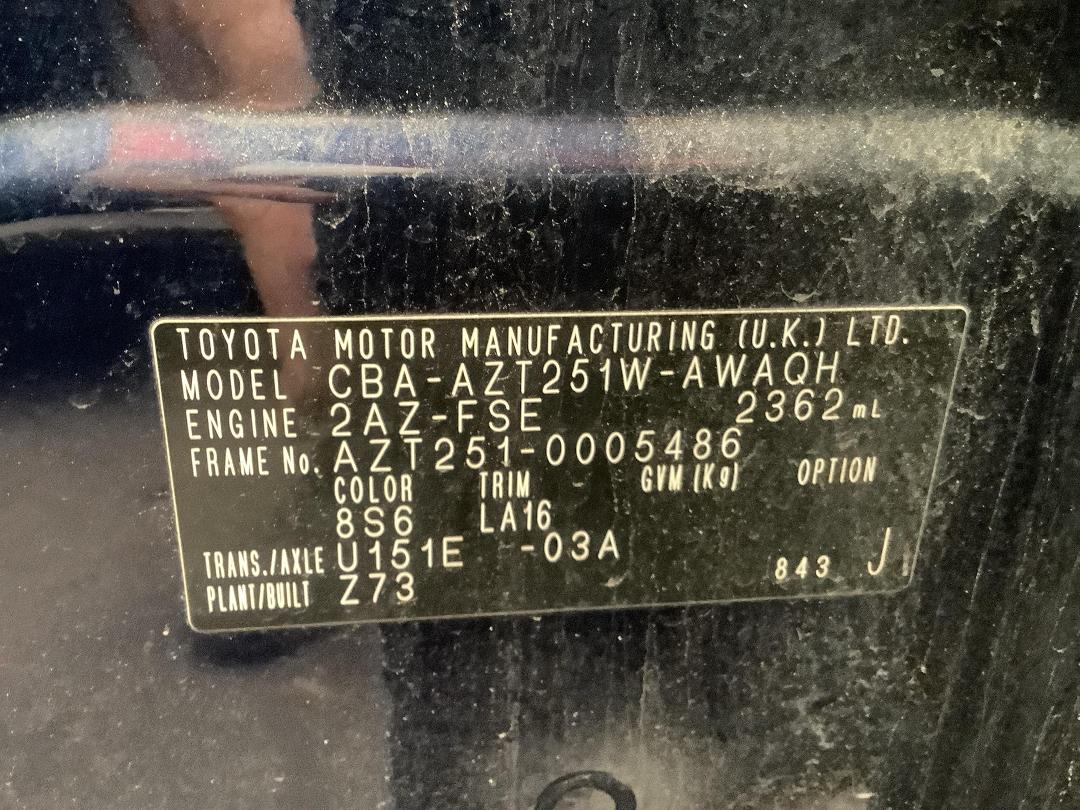 TOYOTA MOTOR MANUFACTURING (U.K.) LTD.
MODEL CBA-AZT251W-AWAQH
ENGINE 2AZ-FSE 2362mL
FRAME No. AZT251-0005486
COLOR TRIM GVM (Kg) OPTION
8S6 LA16
TRANS./AXLE U151E -03A
PLANT/BUILT Z73 843 J